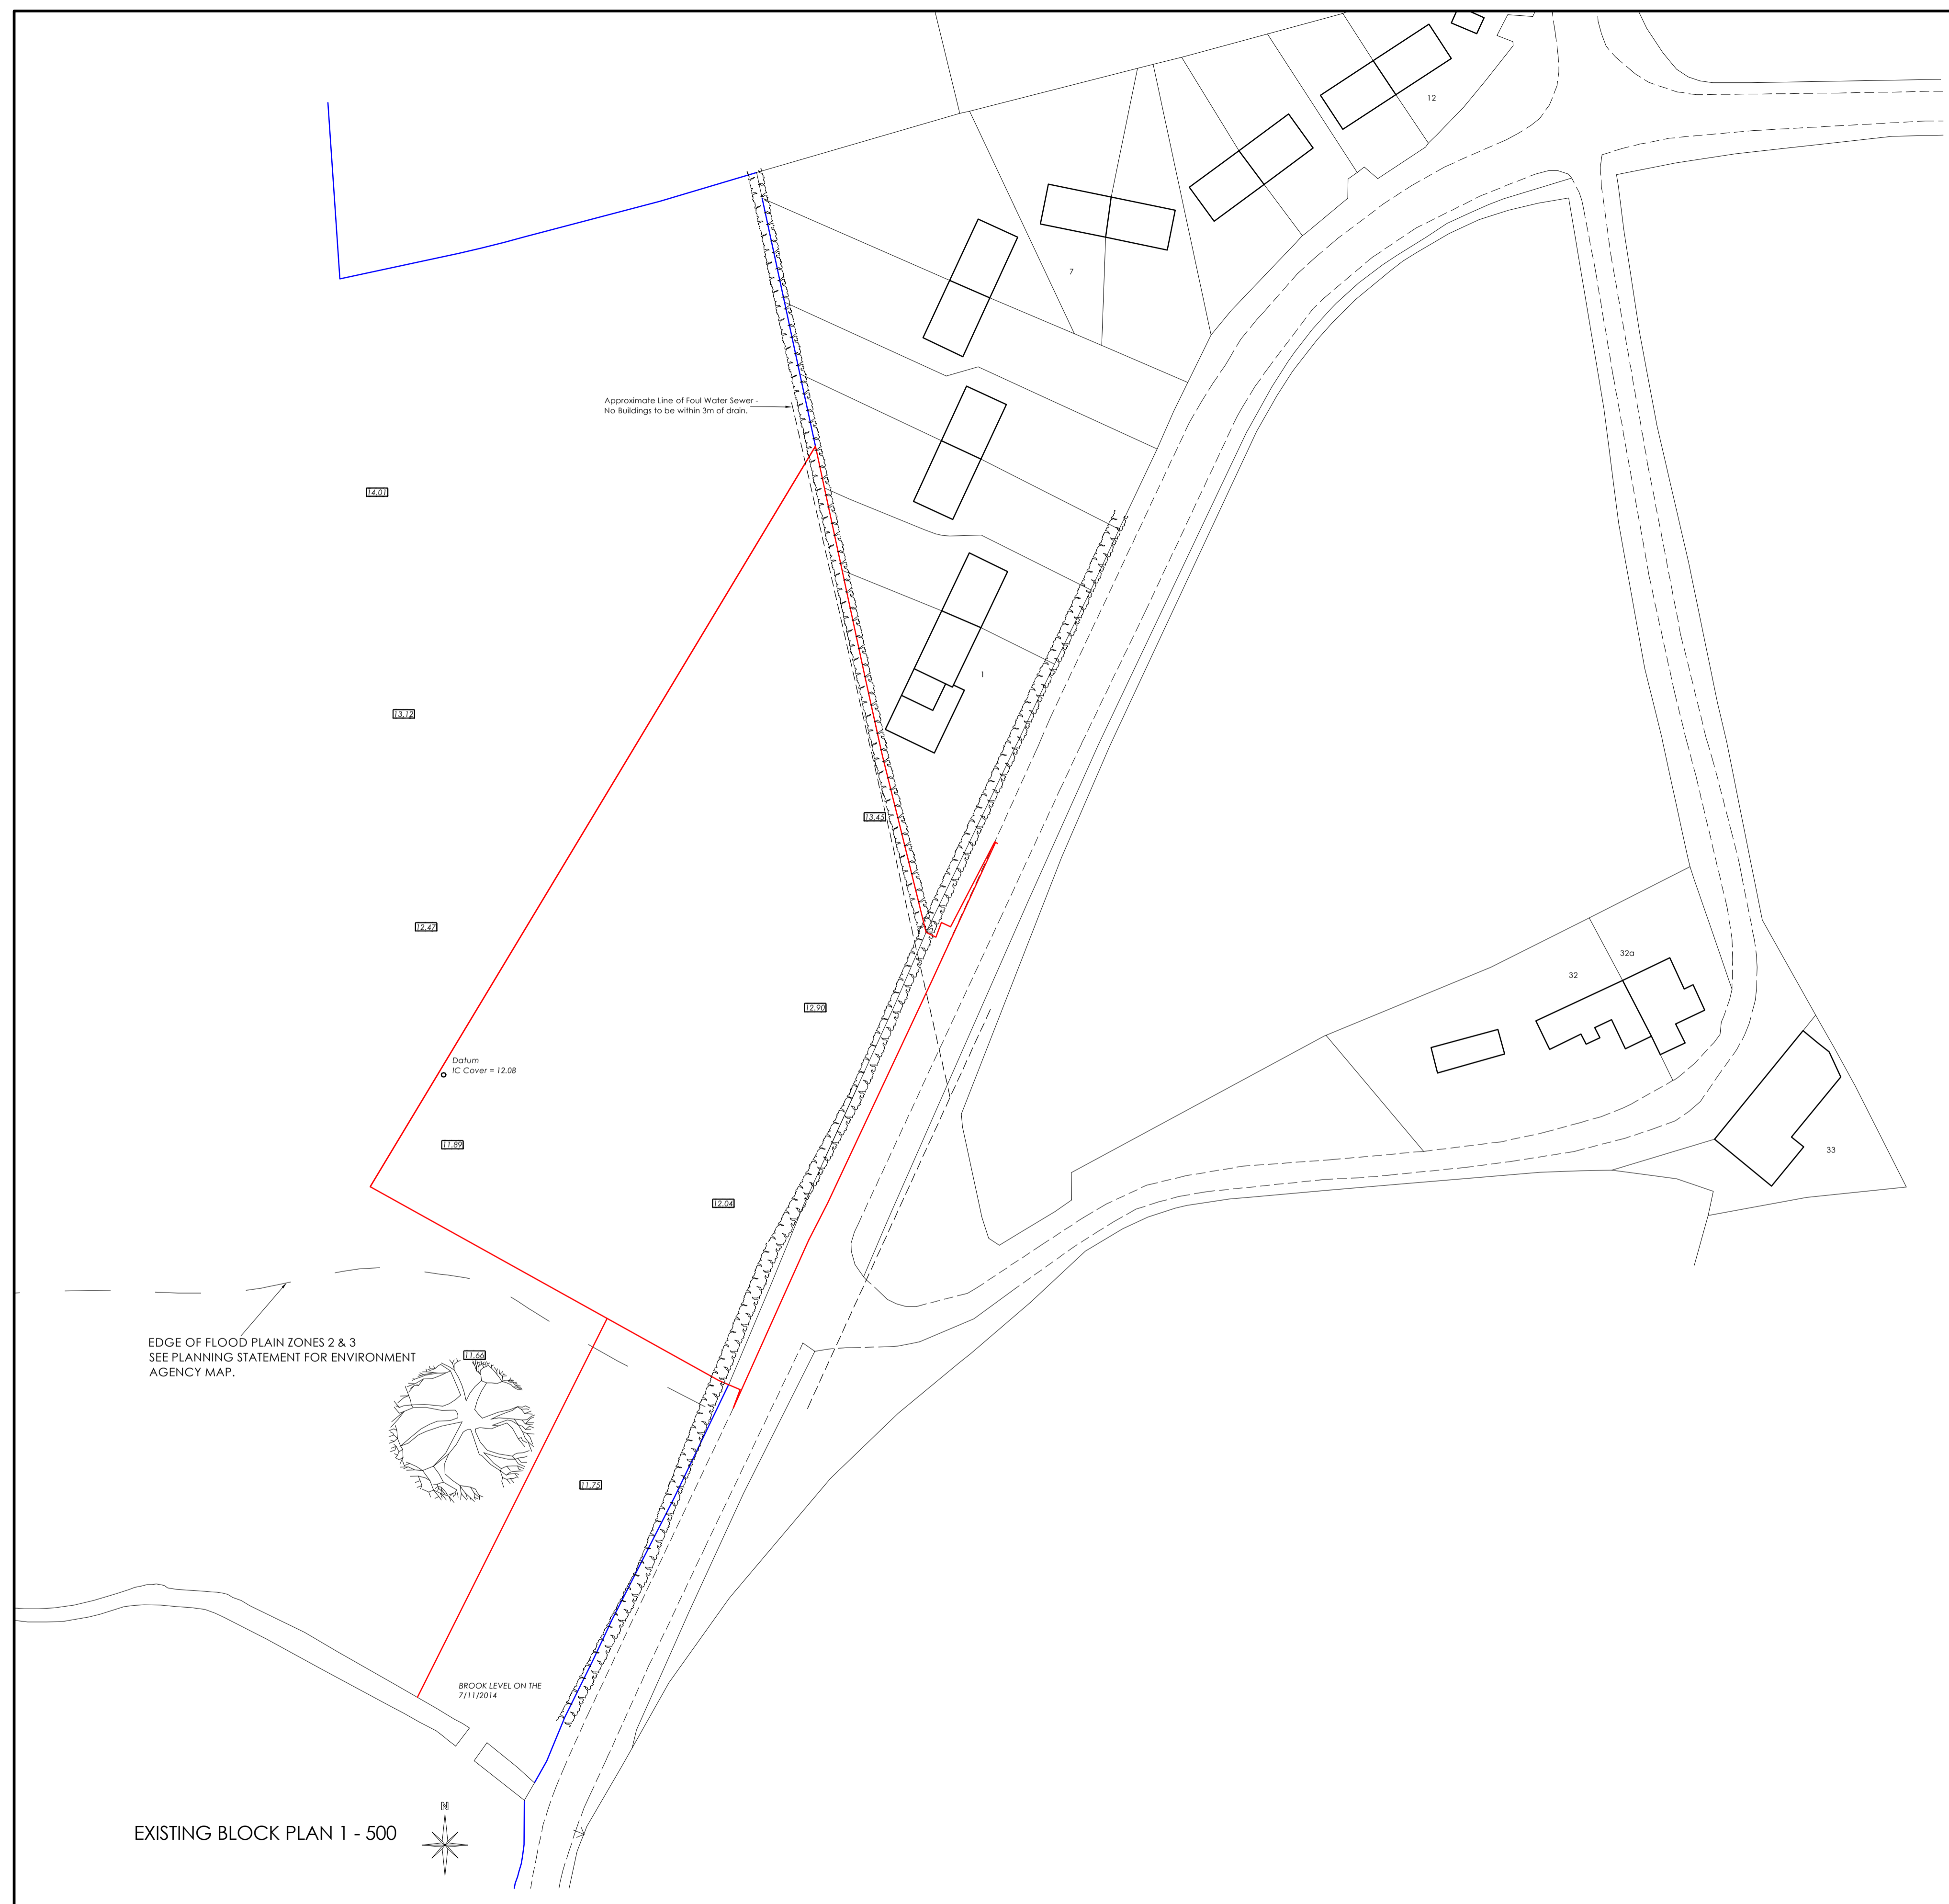 12
7
Approximate Line of Foul Water Sewer -
No Buildings to be within 3m of drain.
14.01
1
13.12
13.45
12.47
32a
32
12.90
Datum
IC Cover = 12.08
11.89
33
12.04
EDGE OF FLOOD PLAIN ZONES 2 & 3
SEE PLANNING STATEMENT FOR ENVIRONMENT
AGENCY MAP.
11.66
11.75
BROOK LEVEL ON THE
7/11/2014
N
EXISTING BLOCK PLAN 1 - 500